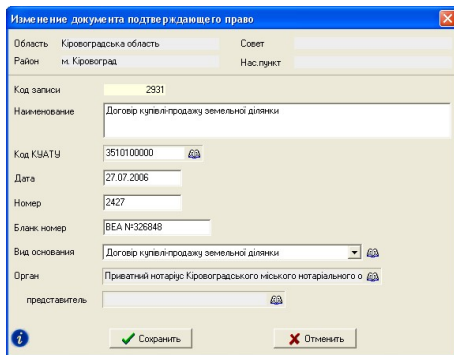 Изменение документа подтверждающего право
Область Кіровоградська область Совет
Район м. Кіровоград Нас.пункт
Код записи 2931
Наименование Договір купівлі-продажу земельної ділянки
Код КУАТУ 3510100000
Дата 27.07.2006
Номер 2427
Бланк номер ВЕА №326848
Вид основания Договір купівлі-продажу земельної ділянки
Орган Приватний нотаріус Кіровоградського міського нотаріального о
представитель
Сохранить Отменить